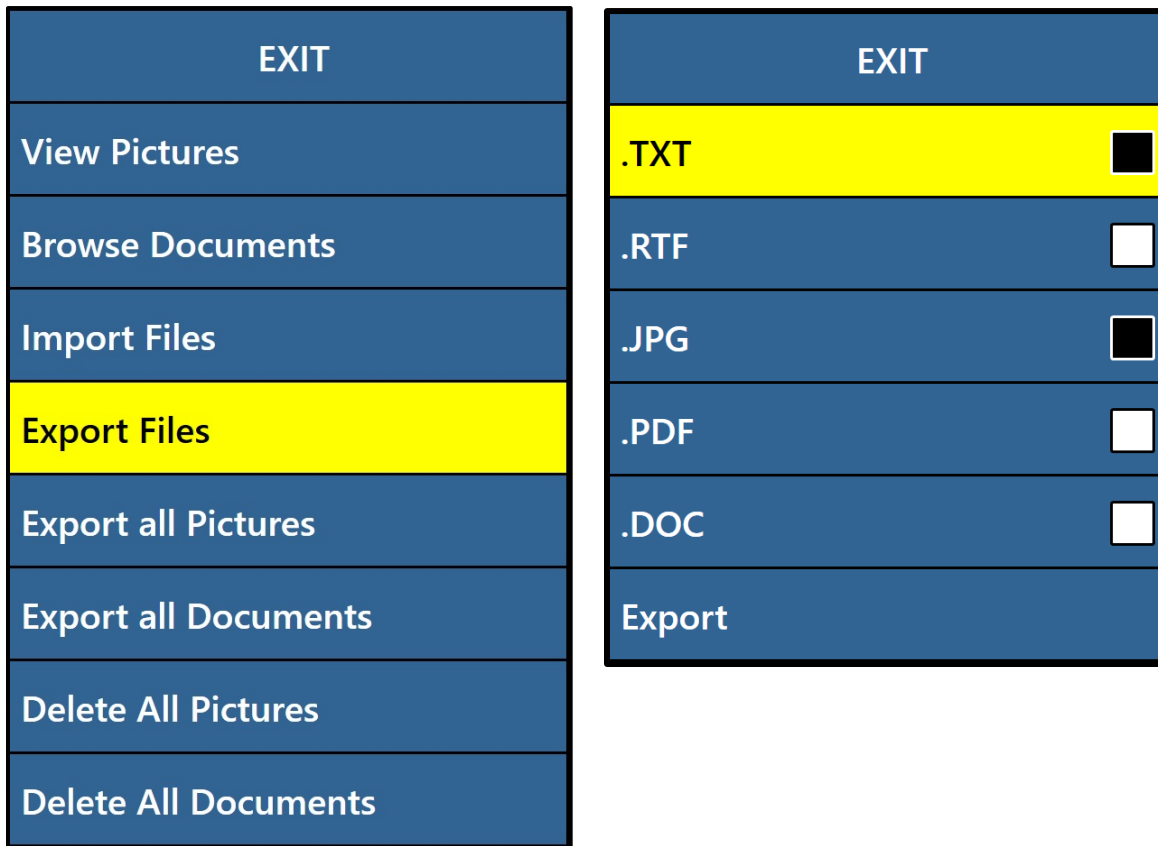 EXIT
View Pictures
Browse Documents
Import Files
Export Files
Export all Pictures
Export all Documents
Delete All Pictures
Delete All Documents
EXIT
.TXT
.RTF
.JPG
.PDF
.DOC
Export